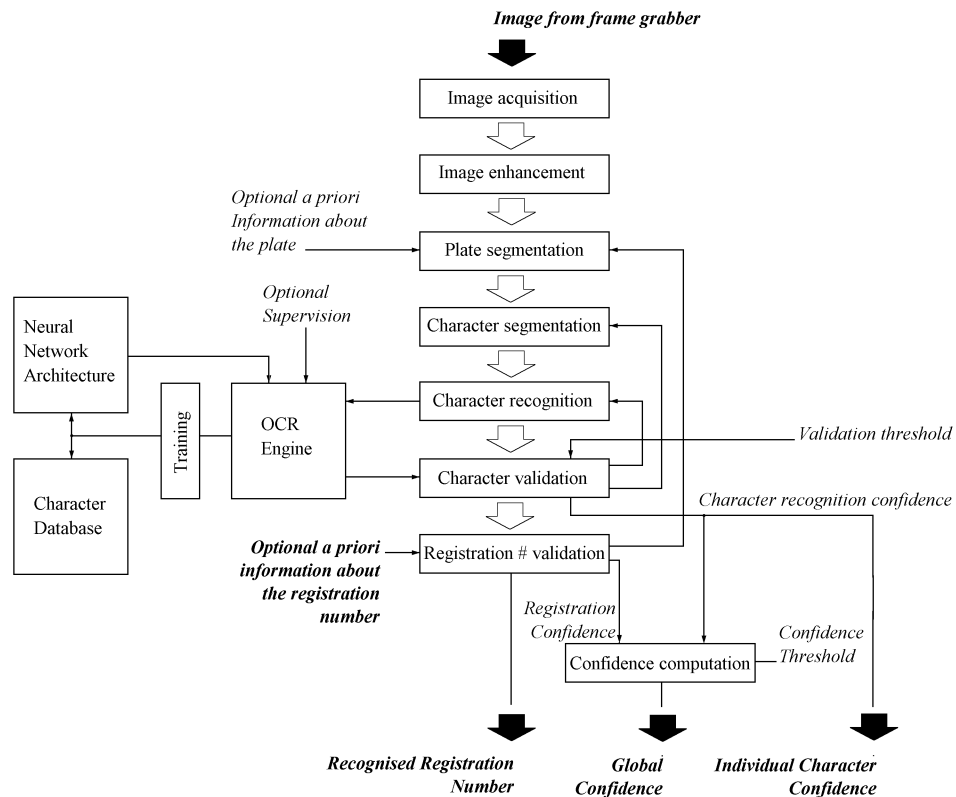 Image from frame grabber
Image acquisition
Image enhancement
Optional a priori
Information about
the plate
Plate segmentation
Optional
Supervision
Character segmentation
Neural
Network
Architecture
Character recognition
OCR
Engine
Training
Validation threshold
Character validation
Character
Database
Character recognition confidence
Optional a priori
information about
the registration
number
Registration # validation
Registration
Confidence
Confidence
Threshold
Confidence computation
Recognised Registration
Number
Global
Confidence
Individual Character
Confidence